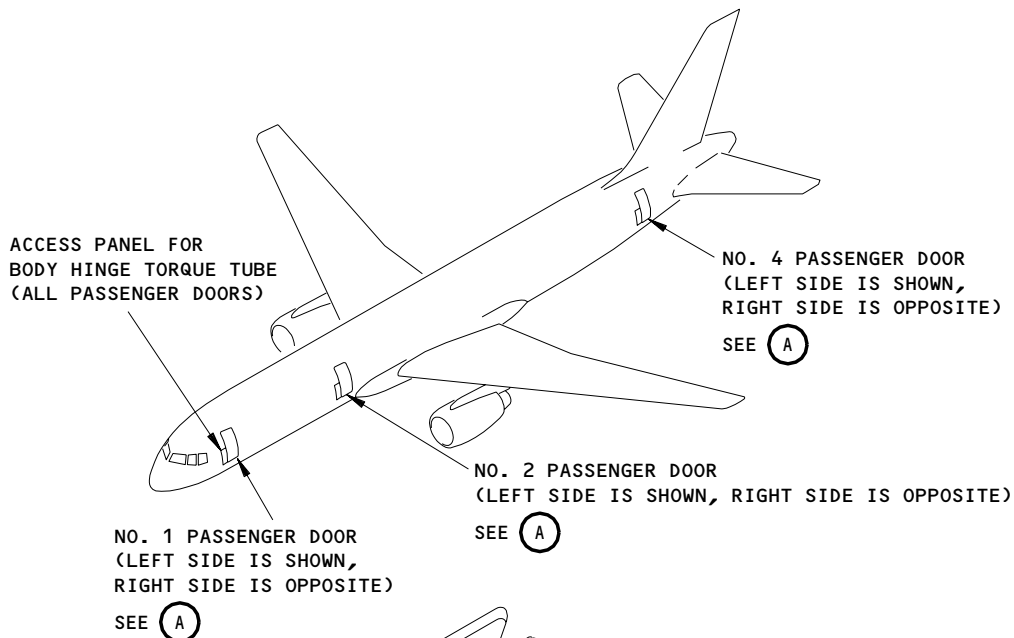 ACCESS PANEL FOR
BODY HINGE TORQUE TUBE
(ALL PASSENGER DOORS)
NO. 4 PASSENGER DOOR
(LEFT SIDE IS SHOWN,
RIGHT SIDE IS OPPOSITE)
SEE A
NO. 2 PASSENGER DOOR
(LEFT SIDE IS SHOWN, RIGHT SIDE IS OPPOSITE)
SEE A
NO. 1 PASSENGER DOOR
(LEFT SIDE IS SHOWN,
RIGHT SIDE IS OPPOSITE)
SEE A